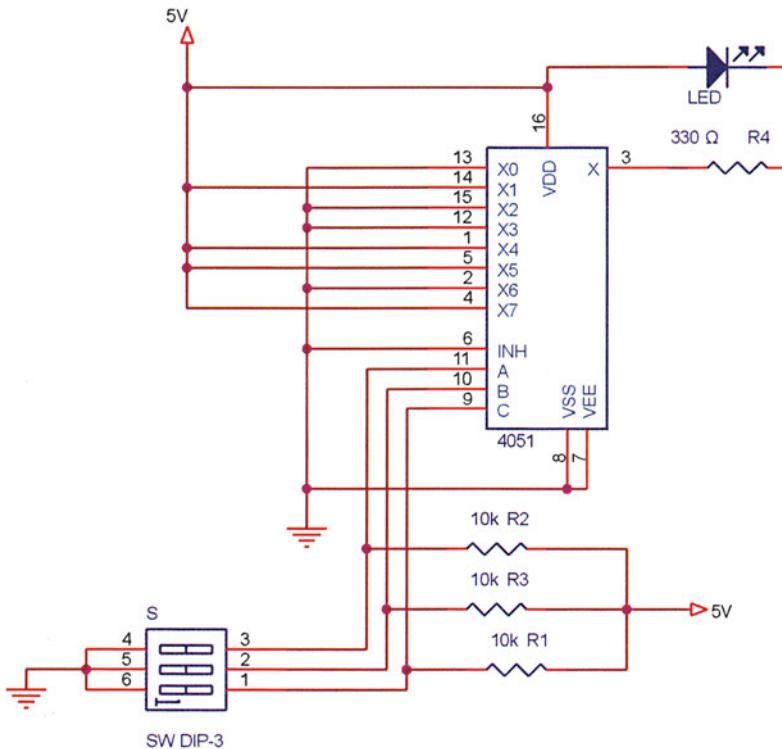 5V
LED
16
330 Ω R4
13 X0 VDD X 3
14 X1
15 X2
12 X3
1 X4
5 X5
2 X6
4 X7
6 INH
11 A
10 B
9 C
VSS VEE
4051
8 7
10k R2
10k R3
5V
S
10k R1
4 3
5 2
6 1
SW DIP-3